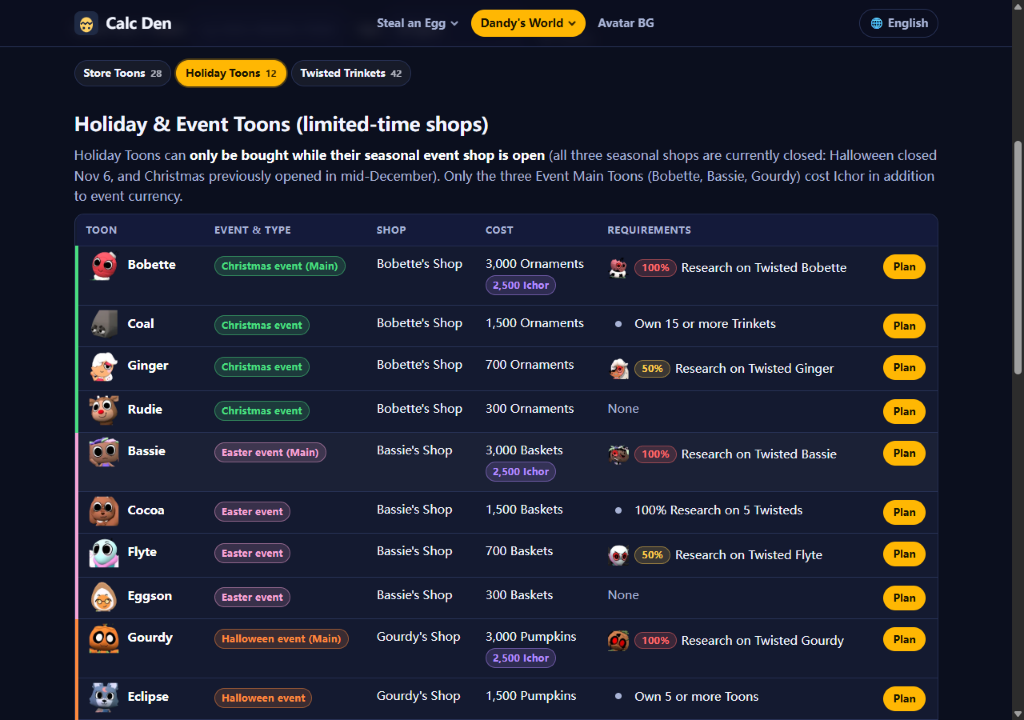 Calc Den
Steal an Egg
Dandy's World
Avatar BG
English
Store Toons 28
Holiday Toons 12
Twisted Trinkets 42
Holiday & Event Toons (limited-time shops)
Holiday Toons can only be bought while their seasonal event shop is open (all three seasonal shops are currently closed: Halloween closed
Nov 6, and Christmas previously opened in mid-December). Only the three Event Main Toons (Bobette, Bassie, Gourdy) cost Ichor in addition
to event currency.
TOON EVENT & TYPE SHOP COST REQUIREMENTS
Bobette Christmas event (Main) Bobette's Shop 3,000 Ornaments 100% Research on Twisted Bobette Plan
2,500 Ichor
Coal Christmas event Bobette's Shop 1,500 Ornaments • Own 15 or more Trinkets Plan
Ginger Christmas event Bobette's Shop 700 Ornaments 50% Research on Twisted Ginger Plan
Rudie Christmas event Bobette's Shop 300 Ornaments None Plan
Bassie Easter event (Main) Bassie's Shop 3,000 Baskets 100% Research on Twisted Bassie Plan
2,500 Ichor
Cocoa Easter event Bassie's Shop 1,500 Baskets • 100% Research on 5 Twisteds Plan
Flyte Easter event Bassie's Shop 700 Baskets 50% Research on Twisted Flyte Plan
Eggson Easter event Bassie's Shop 300 Baskets None Plan
Gourdy Halloween event (Main) Gourdy's Shop 3,000 Pumpkins 100% Research on Twisted Gourdy Plan
2,500 Ichor
Eclipse Halloween event Gourdy's Shop 1,500 Pumpkins • Own 5 or more Toons Plan